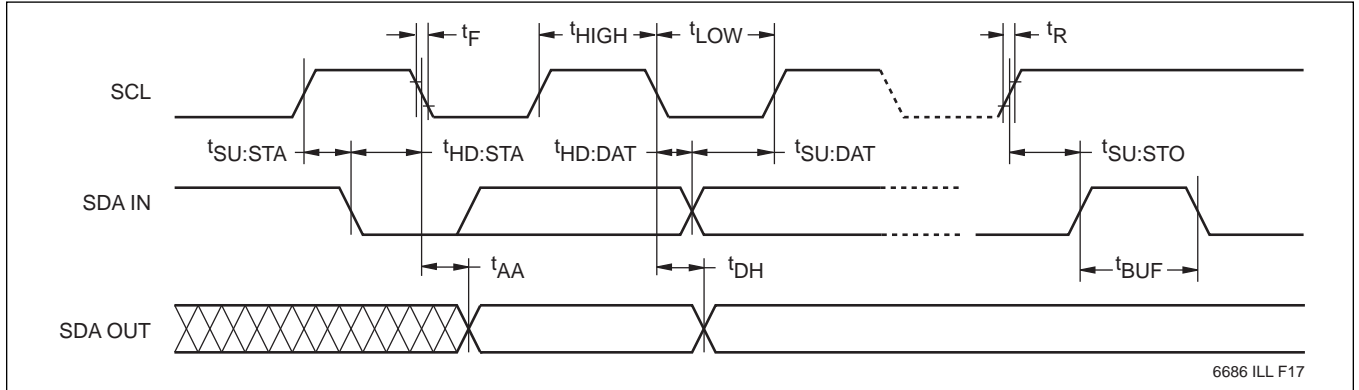 tF tHIGH tLOW tR
SCL
tSU:STA tHD:STA tHD:DAT tSU:DAT tSU:STO
SDA IN
tAA tDH tBUF
SDA OUT
6686 ILL F17